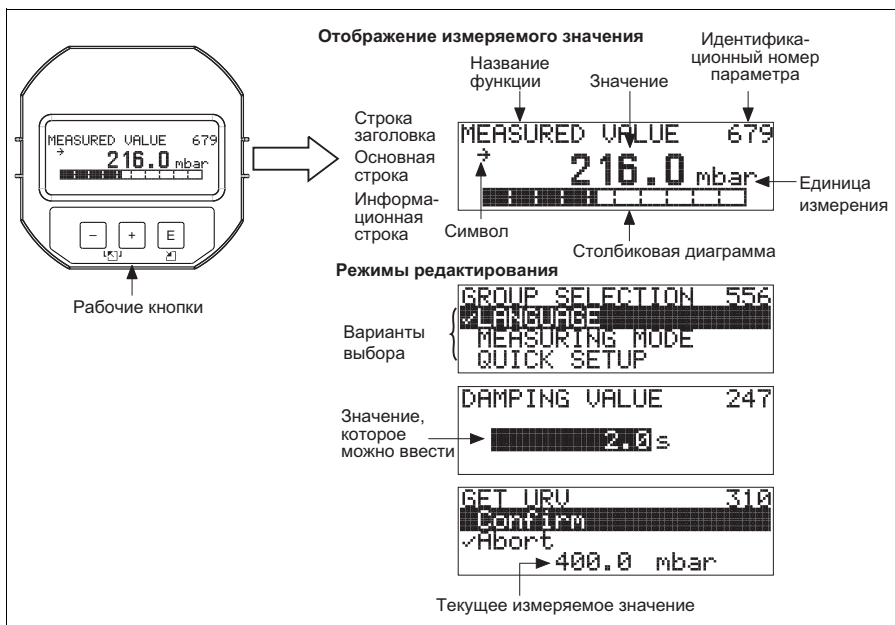 Отображение измеряемого значения
Название
функции
Значение
Идентифика-
ционный номер
параметра
Строка
заголовка
Основная
строка
Информа-
ционная
строка
MEASURED VALUE 679
216.0 mbar
MEASURED VALUE 679
→
216.0 mbar
Символ
Столбиковая диаграмма
Единица
измерения
- + E
Рабочие кнопки
Режимы редактирования
Варианты
выбора
GROUP SELECTION 556
✓LANGUAGE
MEASURING MODE
QUICK SETUP
Значение,
которое
можно ввести
DAMPING VALUE 247
2.0 s
GET URV 310
Confirm
✓Abort
400.0 mbar
Текущее измеряемое значение